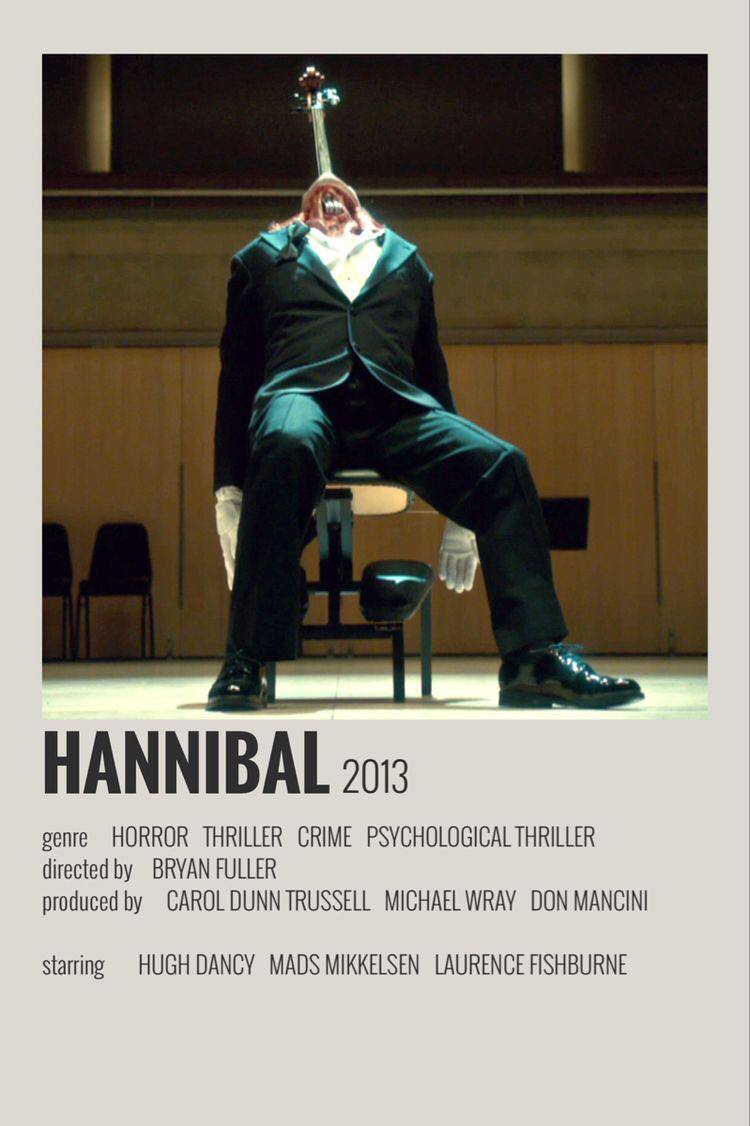 HANNIBAL 2013
genre HORROR THRILLER CRIME PSYCHOLOGICAL THRILLER
directed by BRYAN FULLER
produced by CAROL DUNN TRUSSELL MICHAEL WRAY DON MANCINI
starring HUGH DANCY MADS MIKKELSEN LAURENCE FISHBURNE